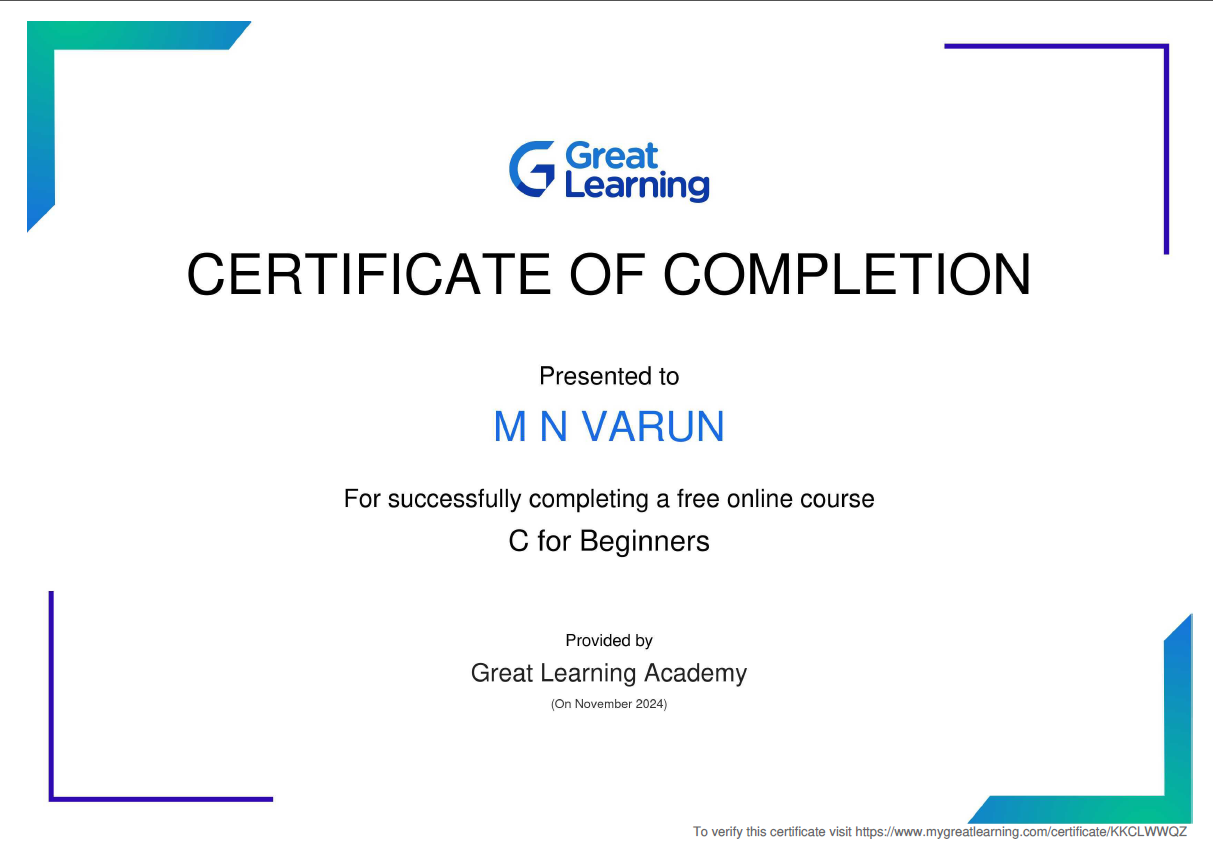 Great
Learning
CERTIFICATE OF COMPLETION
Presented to
M N VARUN
For successfully completing a free online course
C for Beginners
Provided by
Great Learning Academy
(On November 2024)
To verify this certificate visit https://www.mygreatlearning.com/certificate/KKCLWWQZ